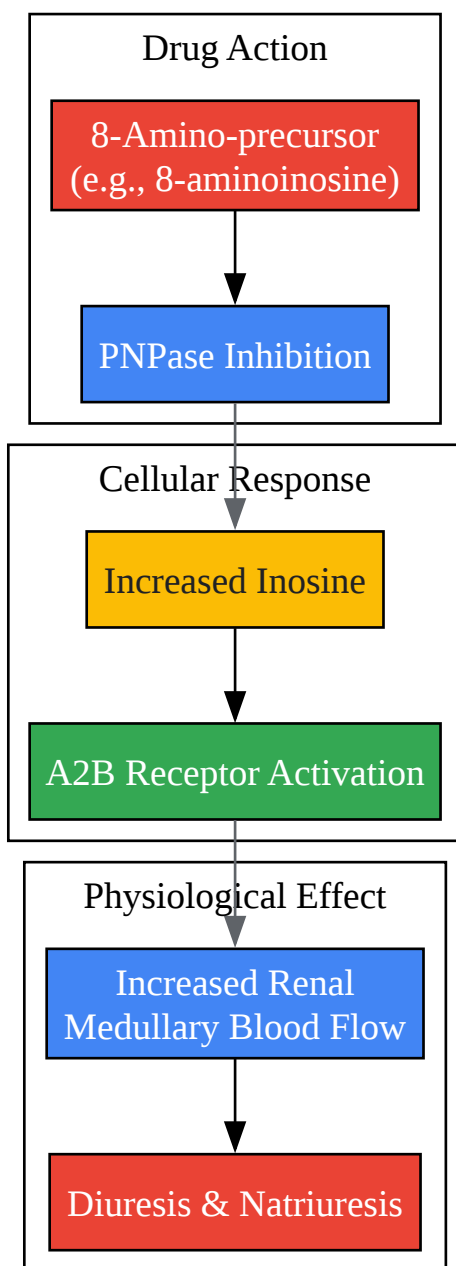 Drug Action
8-Amino-precursor
(e.g., 8-aminoinosine)
PNPase Inhibition
Cellular Response
Increased Inosine
A2B Receptor Activation
Physiological Effect
Increased Renal
Medullary Blood Flow
Diuresis & Natriuresis